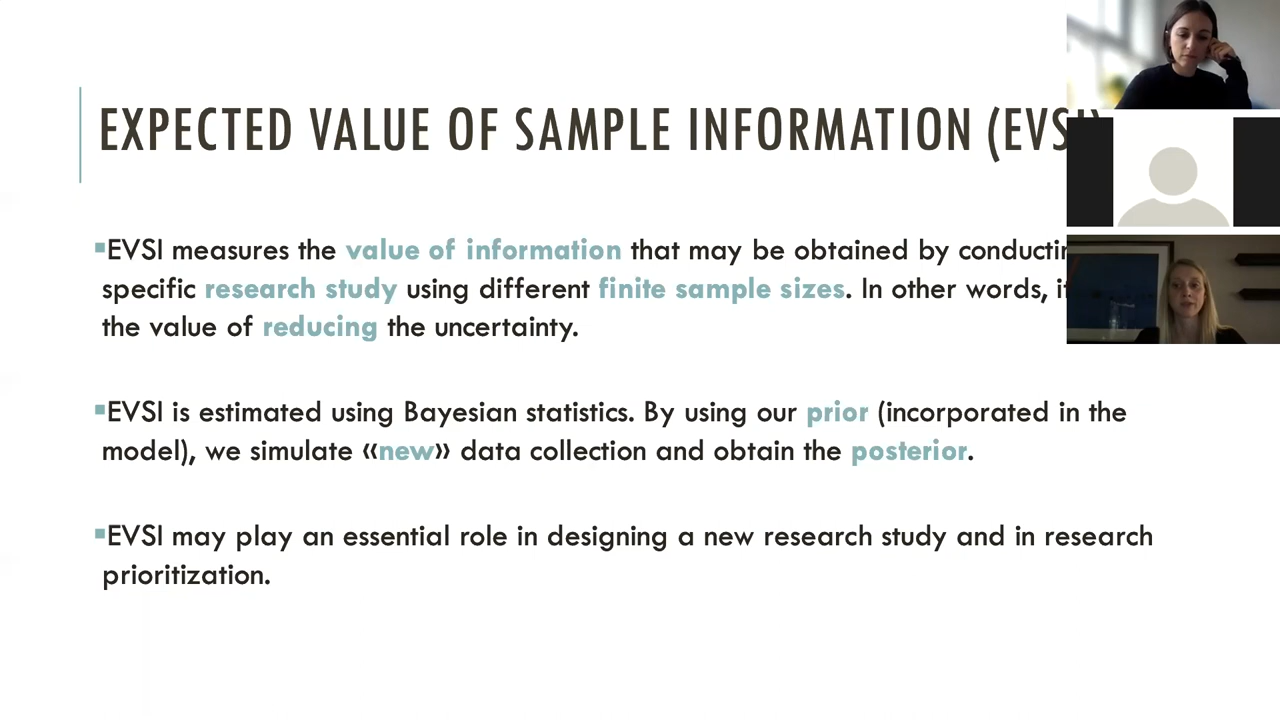 EXPECTED VALUE OF SAMPLE INFORMATION (EVSI)
EVSI measures the value of information that may be obtained by
specific research study using different finite sample sizes. In other words,
the value of reducing the uncertainty.
EVSI is estimated using Bayesian statistics. By using our prior (incorporated in the
model), we simulate «new» data collection and obtain the posterior.
EVSI may play an essential role in designing a new research study and in research
prioritization.